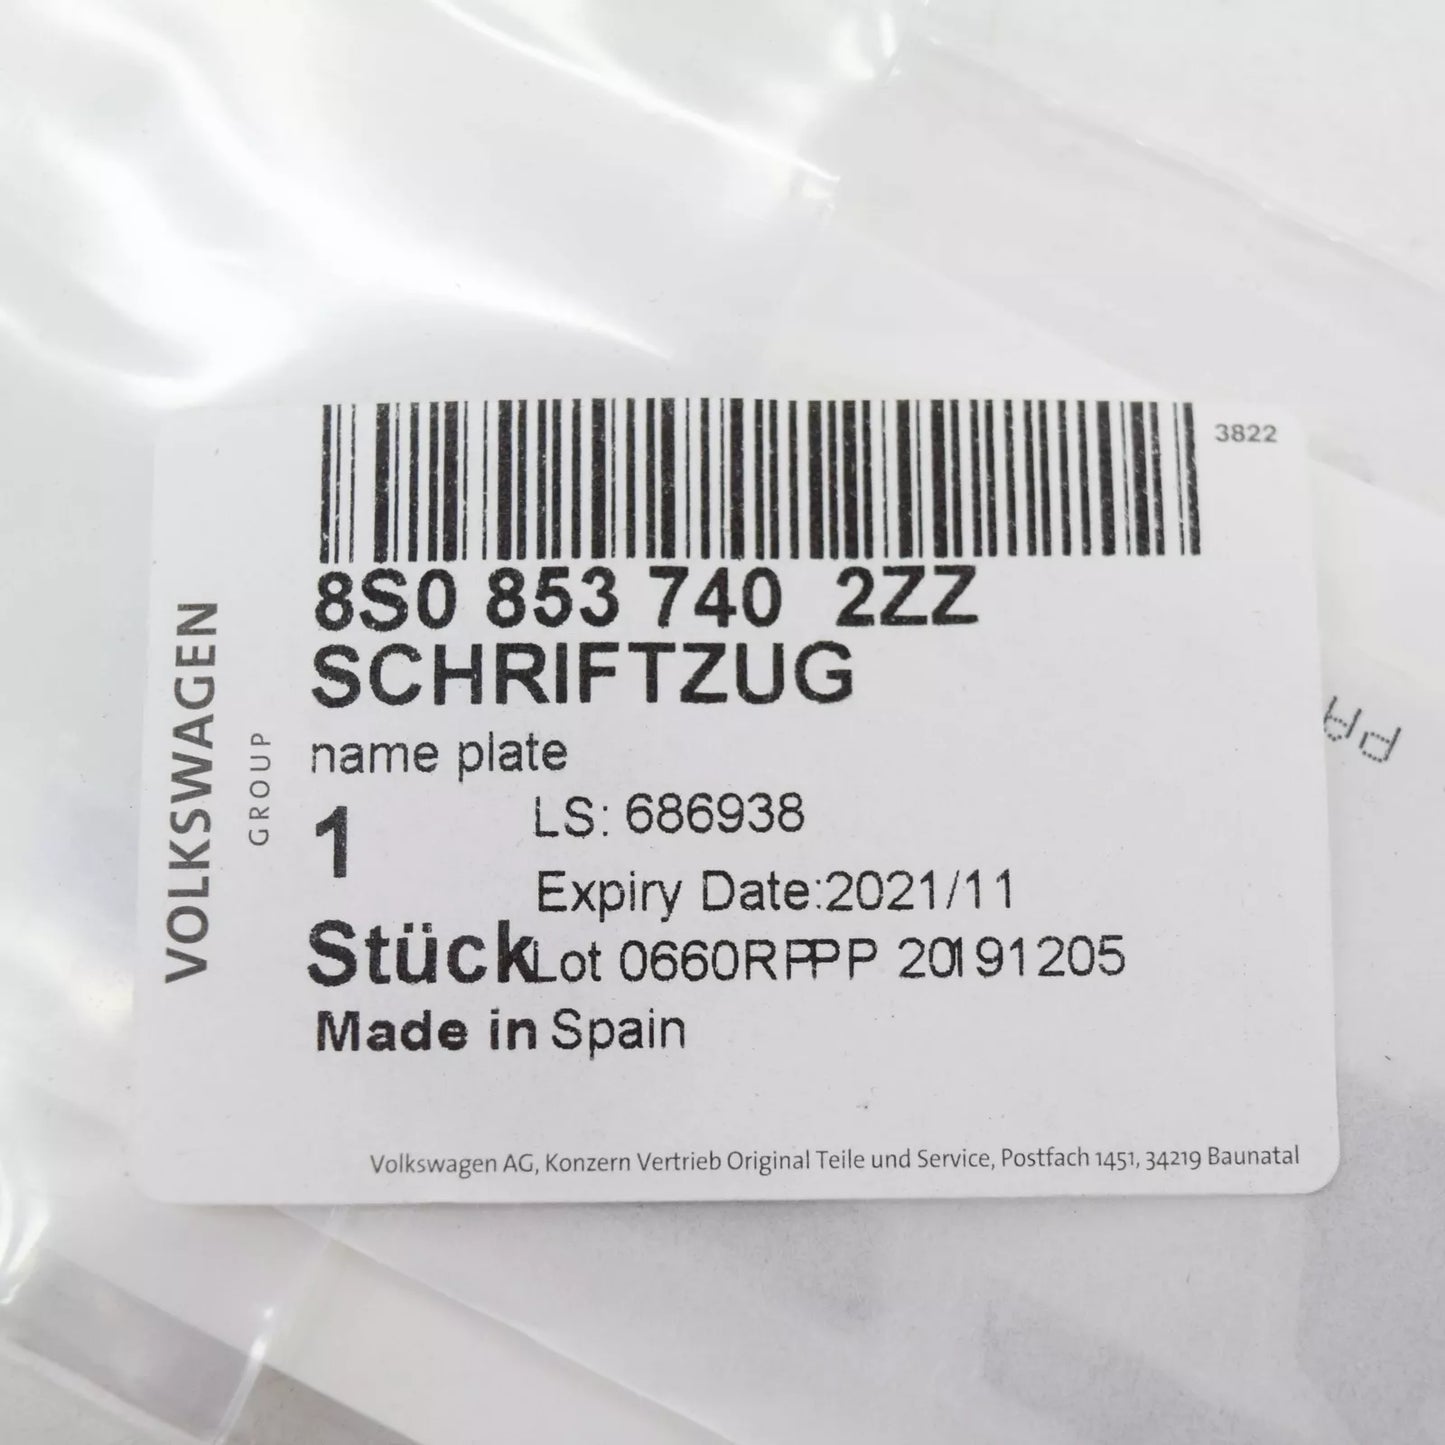 3822
8S0 853 740 2ZZ
SCHRIFTZUG
name plate
1
LS: 686938
Expiry Date:2021/11
Stück
Lot 0660RPPP 20191205
Made in Spain
Volkswagen AG, Konzern Vertrieb Original Teile und Service, Postfach 1451, 34219 Baunatal
VOLKSWAGEN
GROUP